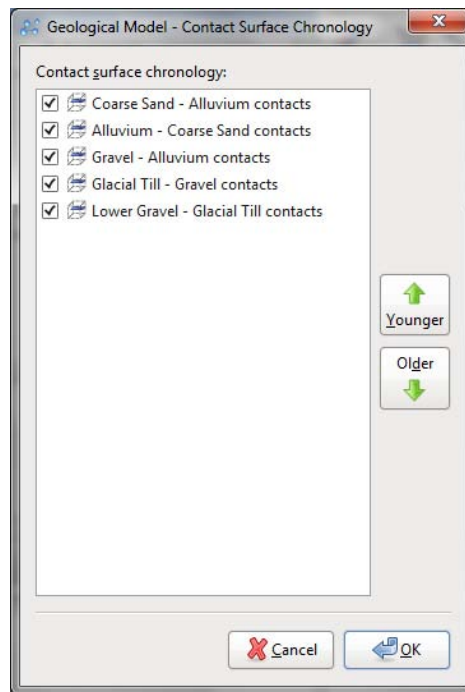 Geological Model - Contact Surface Chronology
Contact surface chronology:
Coarse Sand - Alluvium contacts
Alluvium - Coarse Sand contacts
Gravel - Alluvium contacts
Glacial Till - Gravel contacts
Lower Gravel - Glacial Till contacts
Younger
Older
Cancel
OK